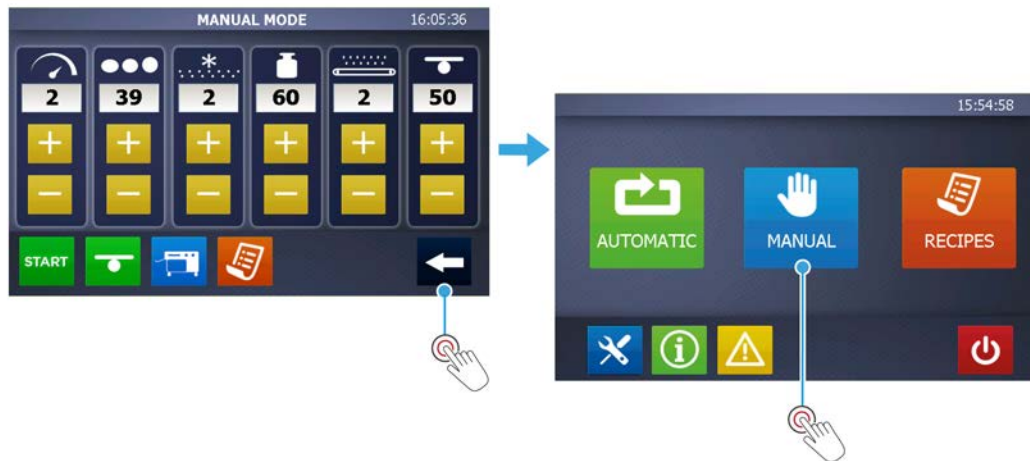 MANUAL MODE 16:05:36
2 39 2 60 2 50
+ + + + + +
− − − − − −
START
15:54:58
AUTOMATIC MANUAL RECIPES